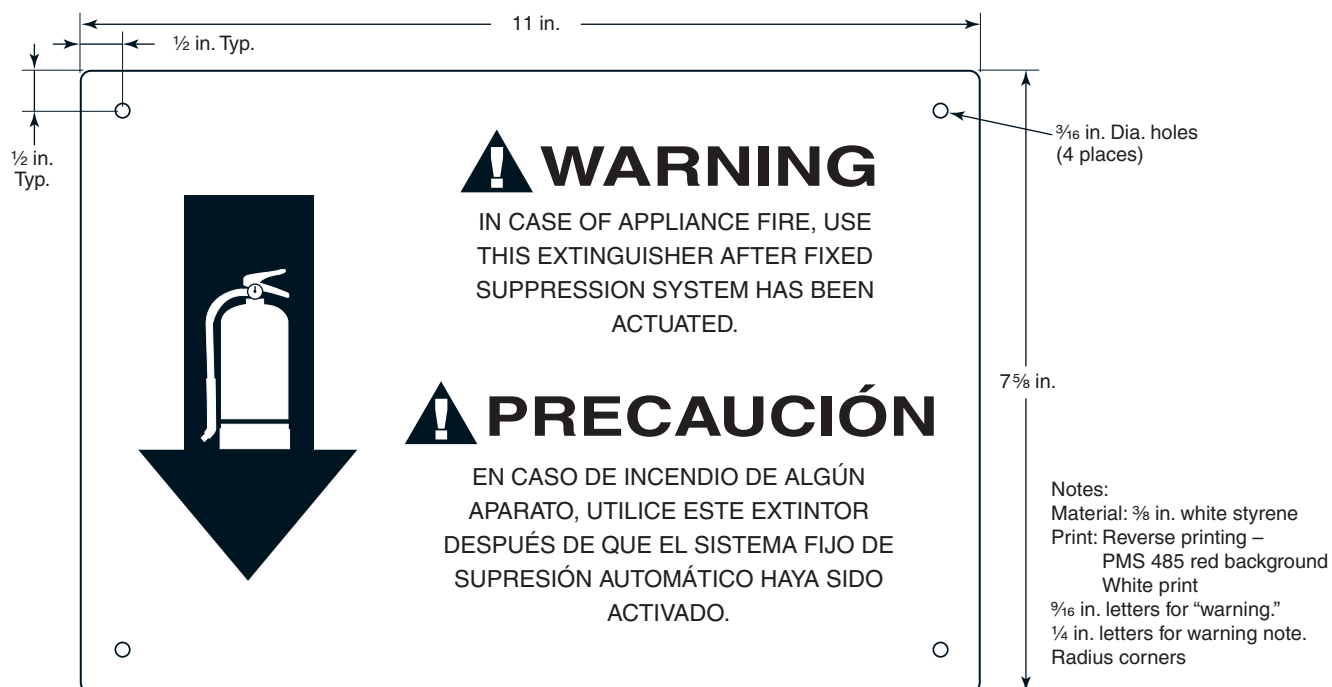 11 in.
½ in. Typ.
½ in.
Typ.
³⁄₁₆ in. Dia. holes
(4 places)
WARNING
IN CASE OF APPLIANCE FIRE, USE
THIS EXTINGUISHER AFTER FIXED
SUPPRESSION SYSTEM HAS BEEN
ACTUATED.
7⅝ in.
PRECAUCIÓN
EN CASO DE INCENDIO DE ALGÚN
APARATO, UTILICE ESTE EXTINTOR
DESPUÉS DE QUE EL SISTEMA FIJO DE
SUPRESIÓN AUTOMÁTICO HAYA SIDO
ACTIVADO.
Notes:
Material: ⅜ in. white styrene
Print: Reverse printing –
PMS 485 red background
White print
⁹⁄₁₆ in. letters for “warning.”
¼ in. letters for warning note.
Radius corners